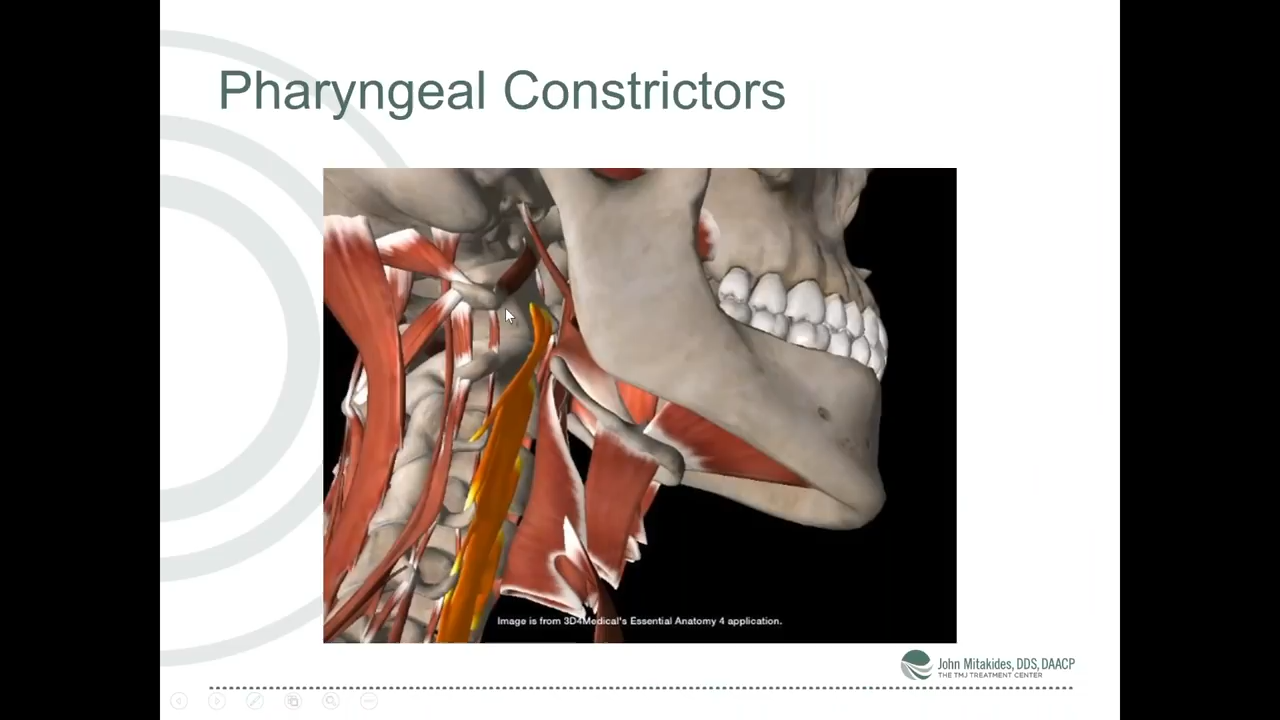 Pharyngeal Constrictors
Image is from 3D4Medical's Essential Anatomy 4 application.
John Mitakides, DDS, DAACP
THE TMJ TREATMENT CENTER